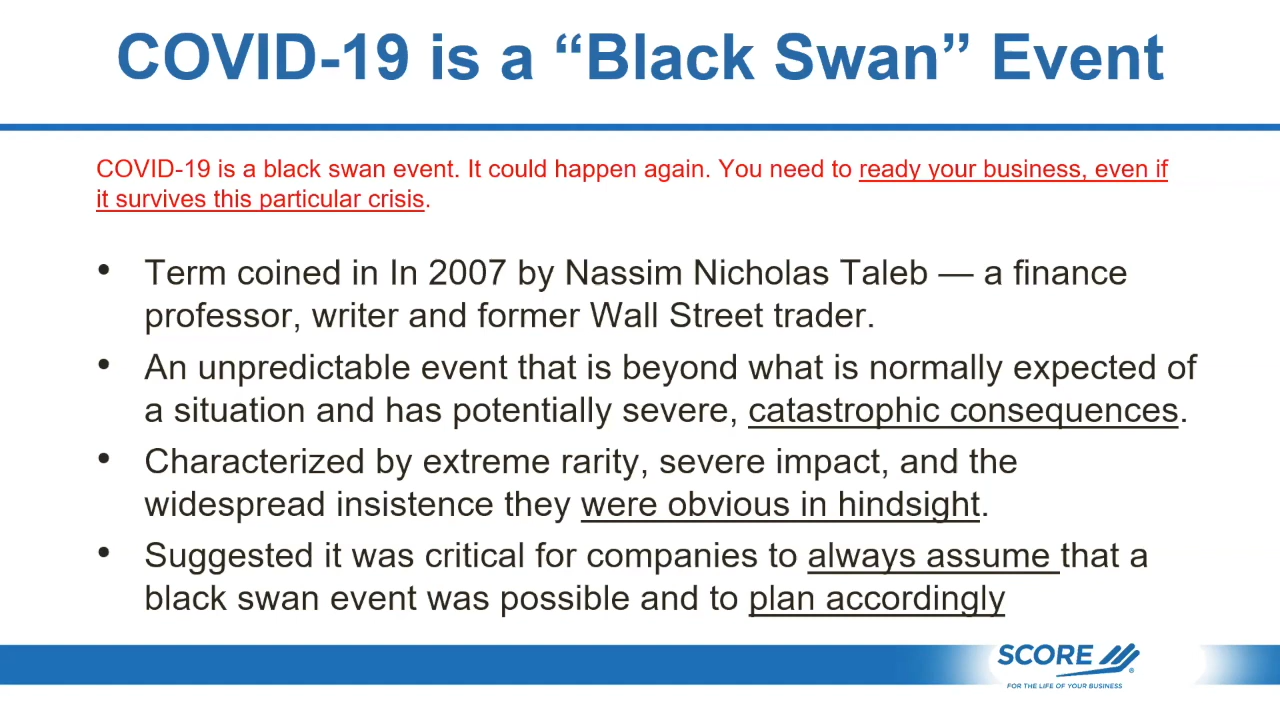 COVID-19 is a “Black Swan” Event
COVID-19 is a black swan event. It could happen again. You need to ready your business, even if
it survives this particular crisis.
• Term coined in In 2007 by Nassim Nicholas Taleb — a finance
professor, writer and former Wall Street trader.
• An unpredictable event that is beyond what is normally expected of
a situation and has potentially severe, catastrophic consequences.
• Characterized by extreme rarity, severe impact, and the
widespread insistence they were obvious in hindsight.
• Suggested it was critical for companies to always assume that a
black swan event was possible and to plan accordingly
SCORE
FOR THE LIFE OF YOUR BUSINESS